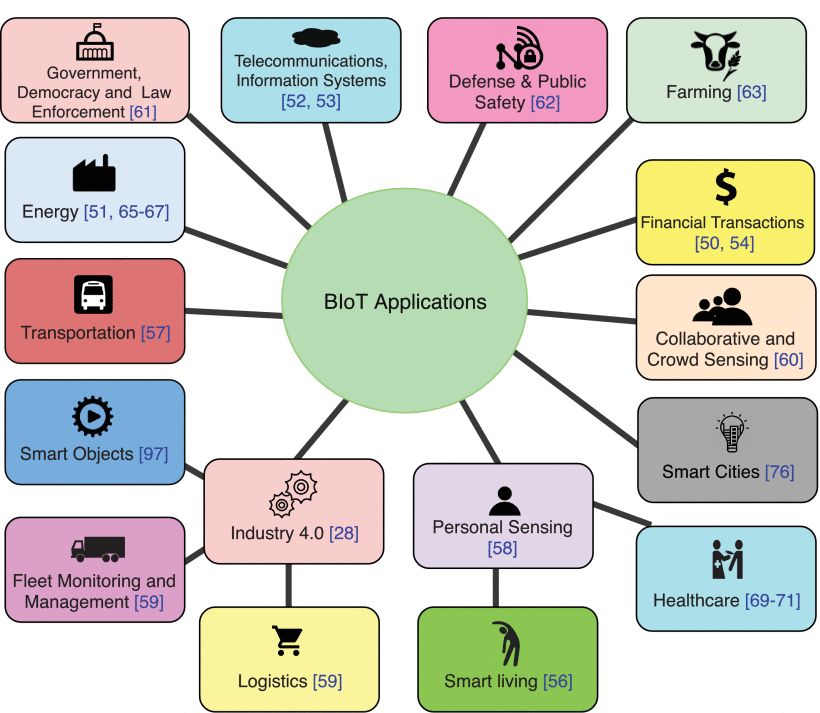 Government,
Democracy and Law
Enforcement [61]
Telecommunications,
Information Systems
[52, 53]
Defense & Public
Safety [62]
Farming [63]
Energy [51, 65-67]
Financial Transactions
[50, 54]
BIoT Applications
Transportation [57]
Collaborative and
Crowd Sensing [60]
Smart Objects [97]
Smart Cities [76]
Industry 4.0 [28]
Personal Sensing
[58]
Fleet Monitoring and
Management [59]
Healthcare [69-71]
Logistics [59]
Smart living [56]